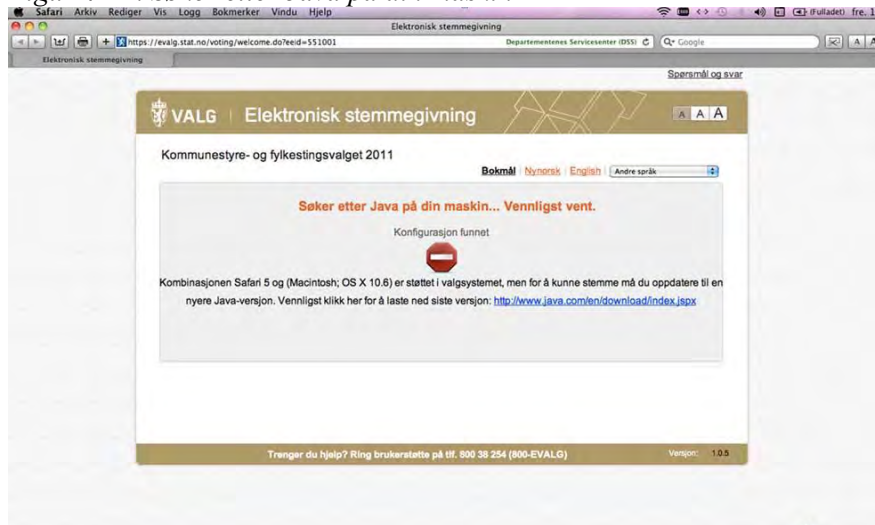 Safari Arkiv Rediger Vis Logg Bokmerker Vindu Hjelp (Fulladet) fre. 1
Elektronisk stemmegivning
https://evalg.stat.no/voting/welcome.do?eeid=551001 Departementenes Servicesenter (DSS) Google
Elektronisk stemmegivning
Spørsmål og svar
VALG Elektronisk stemmegivning A A A
Kommunestyre- og fylkestingsvalget 2011
Bokmål Nynorsk English Andre språk
Søker etter Java på din maskin... Vennligst vent.
Konfigurasjon funnet
Kombinasjonen Safari 5 og (Macintosh; OS X 10.6) er støttet i valgsystemet, men for å kunne stemme må du oppdatere til en
nyere Java-versjon. Vennligst klikk her for å laste ned siste versjon: http://www.java.com/en/download/index.jspx
Trenger du hjelp? Ring brukerstøtte på tlf. 800 38 254 (800-EVALG) Versjon: 1.0.5